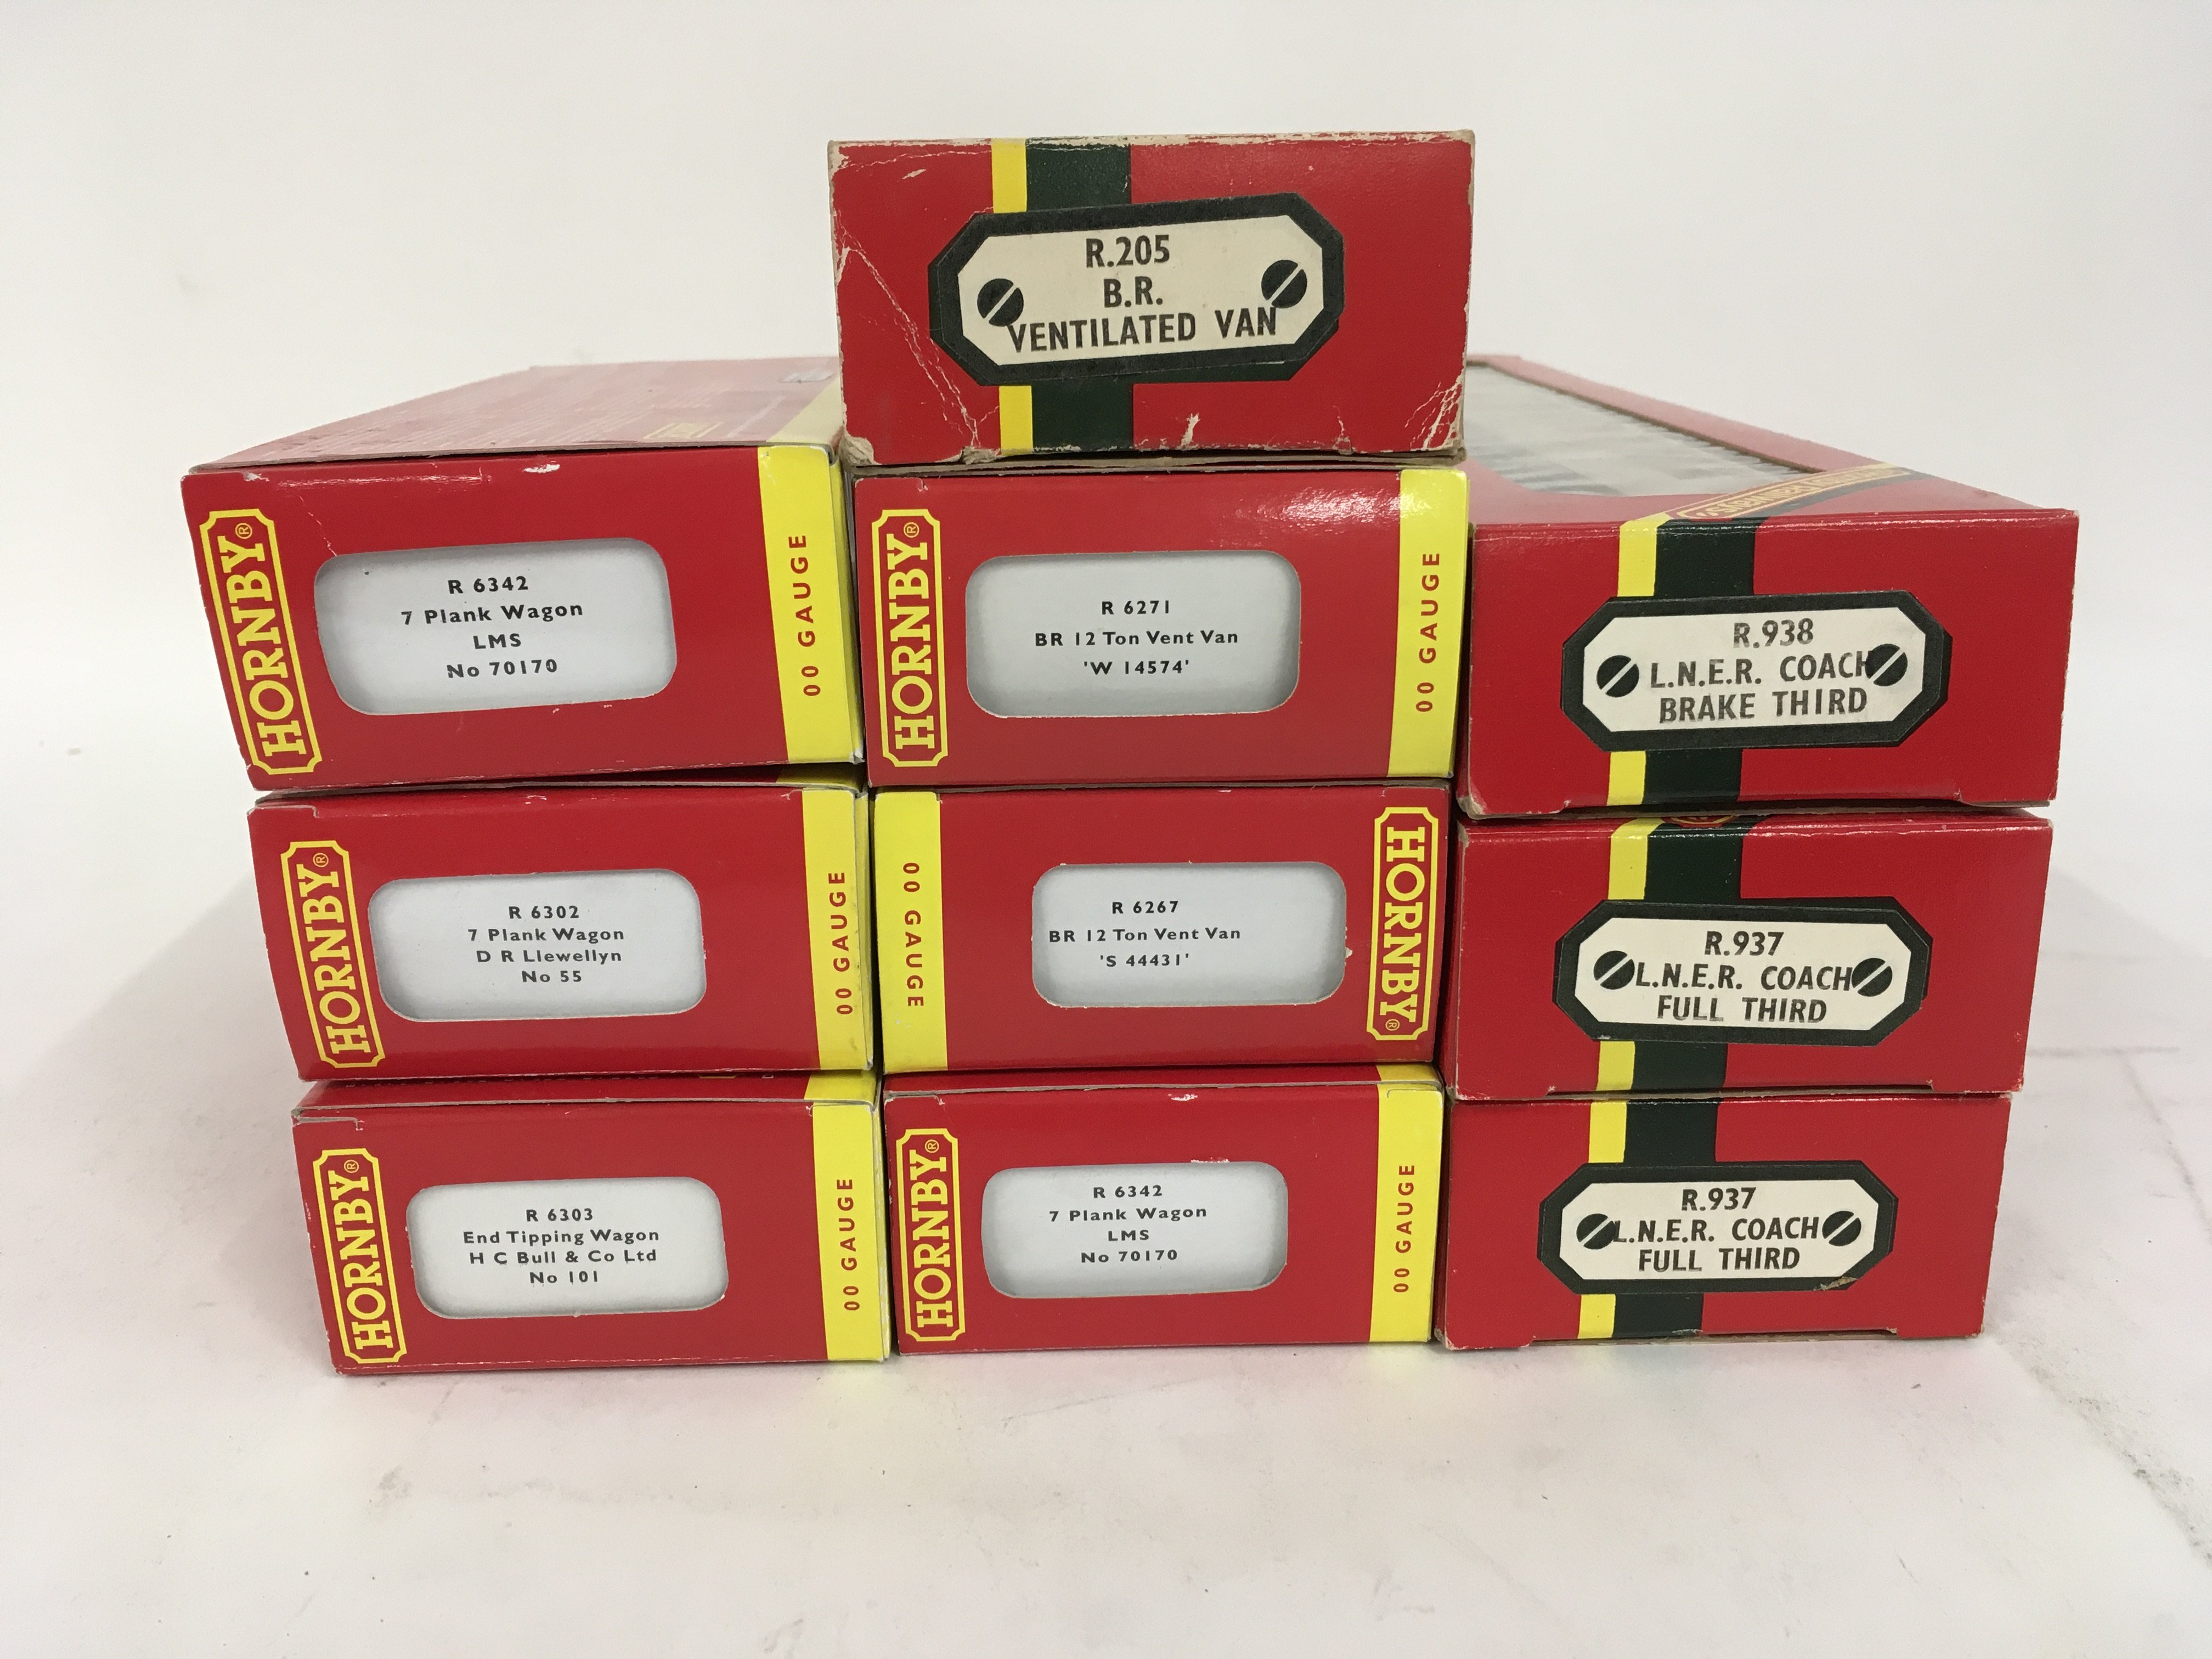 R.205
B.R.
VENTILATED VAN
HORNBY®
R 6342
7 Plank Wagon
LMS
No 70170
00 GAUGE
HORNBY®
R 6271
BR 12 Ton Vent Van
'W 14574'
00 GAUGE
R.938
L.N.E.R. COACH
BRAKE THIRD
HORNBY®
R 6302
7 Plank Wagon
D R Llewellyn
No 55
00 GAUGE
00 GAUGE
R 6267
BR 12 Ton Vent Van
'S 44431'
HORNBY®
R.937
L.N.E.R. COACH
FULL THIRD
HORNBY®
R 6303
End Tipping Wagon
H C Bull & Co Ltd
No 101
00 GAUGE
HORNBY®
R 6342
7 Plank Wagon
LMS
No 70170
00 GAUGE
R.937
L.N.E.R. COACH
FULL THIRD